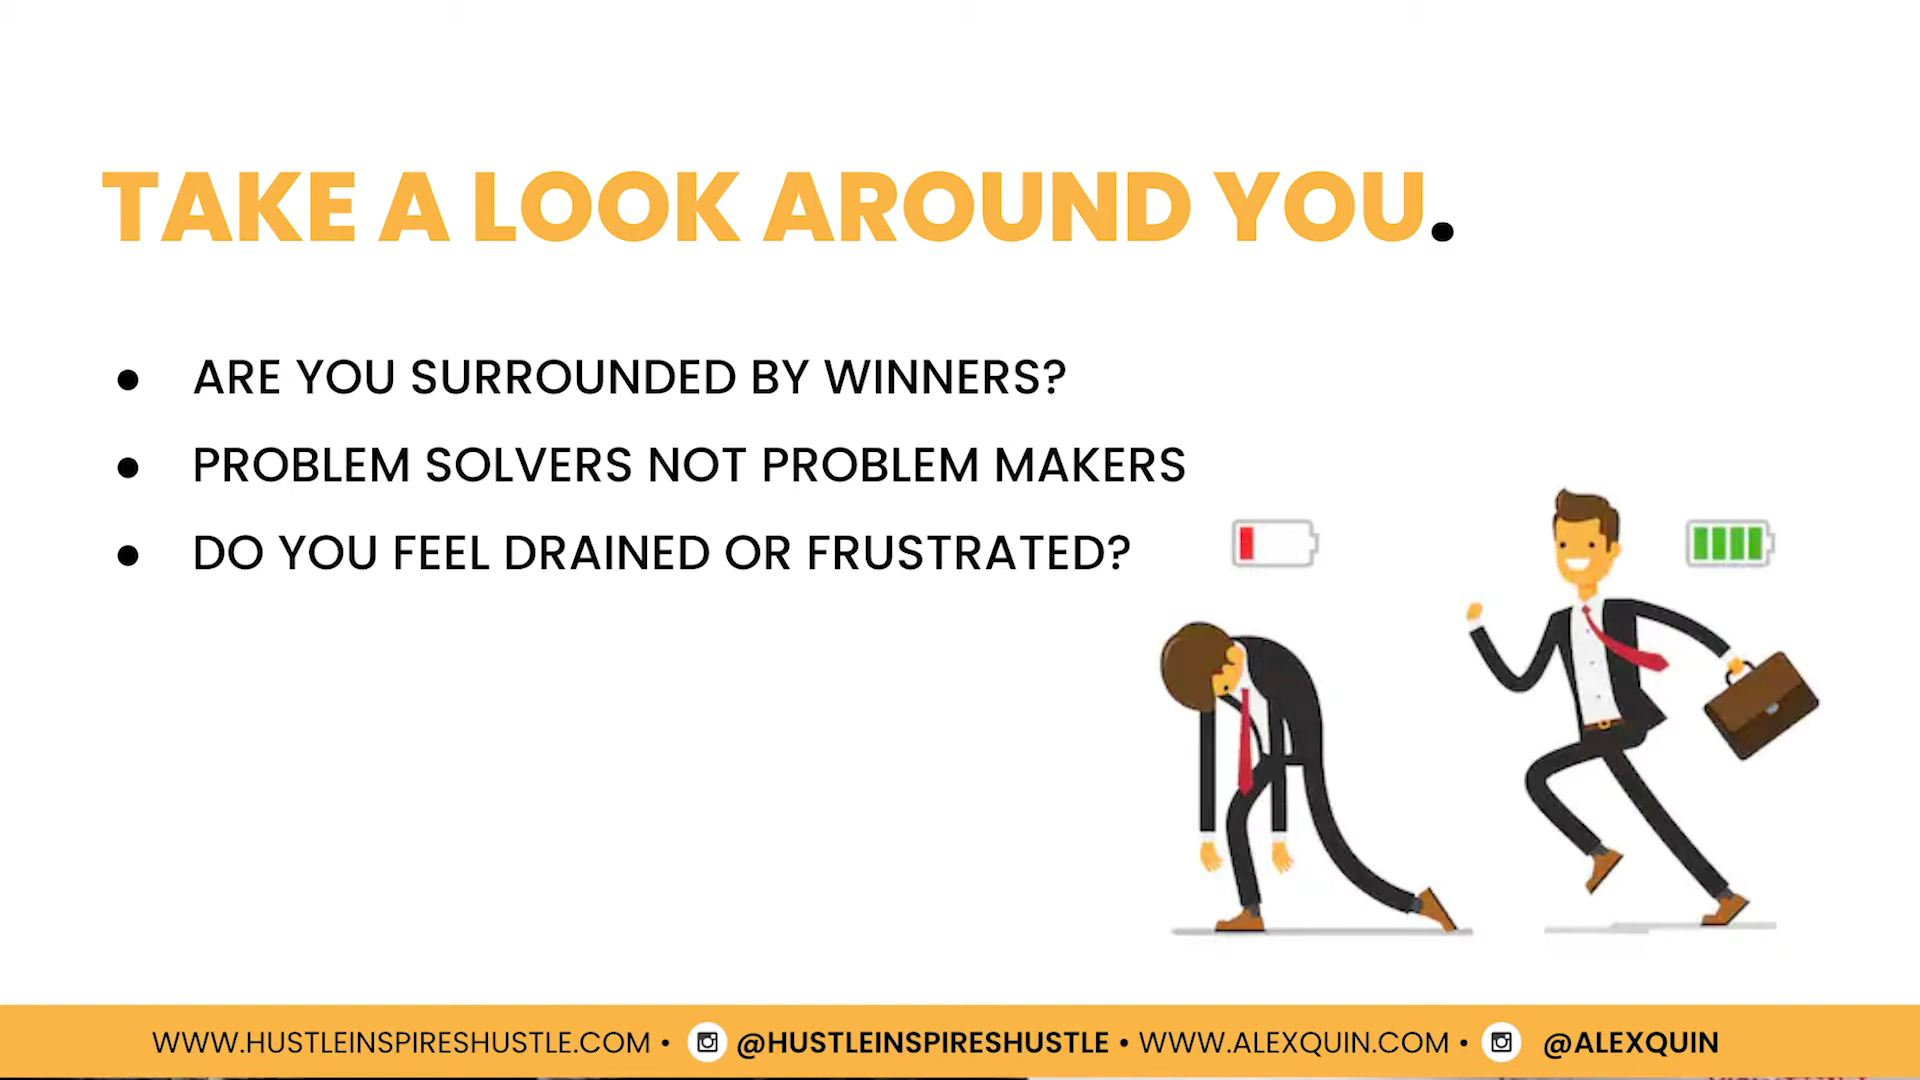 TAKE A LOOK AROUND YOU.
● ARE YOU SURROUNDED BY WINNERS?
● PROBLEM SOLVERS NOT PROBLEM MAKERS
● DO YOU FEEL DRAINED OR FRUSTRATED?
WWW.HUSTLEINSPIRESHUSTLE.COM • @HUSTLEINSPIRESHUSTLE • WWW.ALEXQUIN.COM • @ALEXQUIN